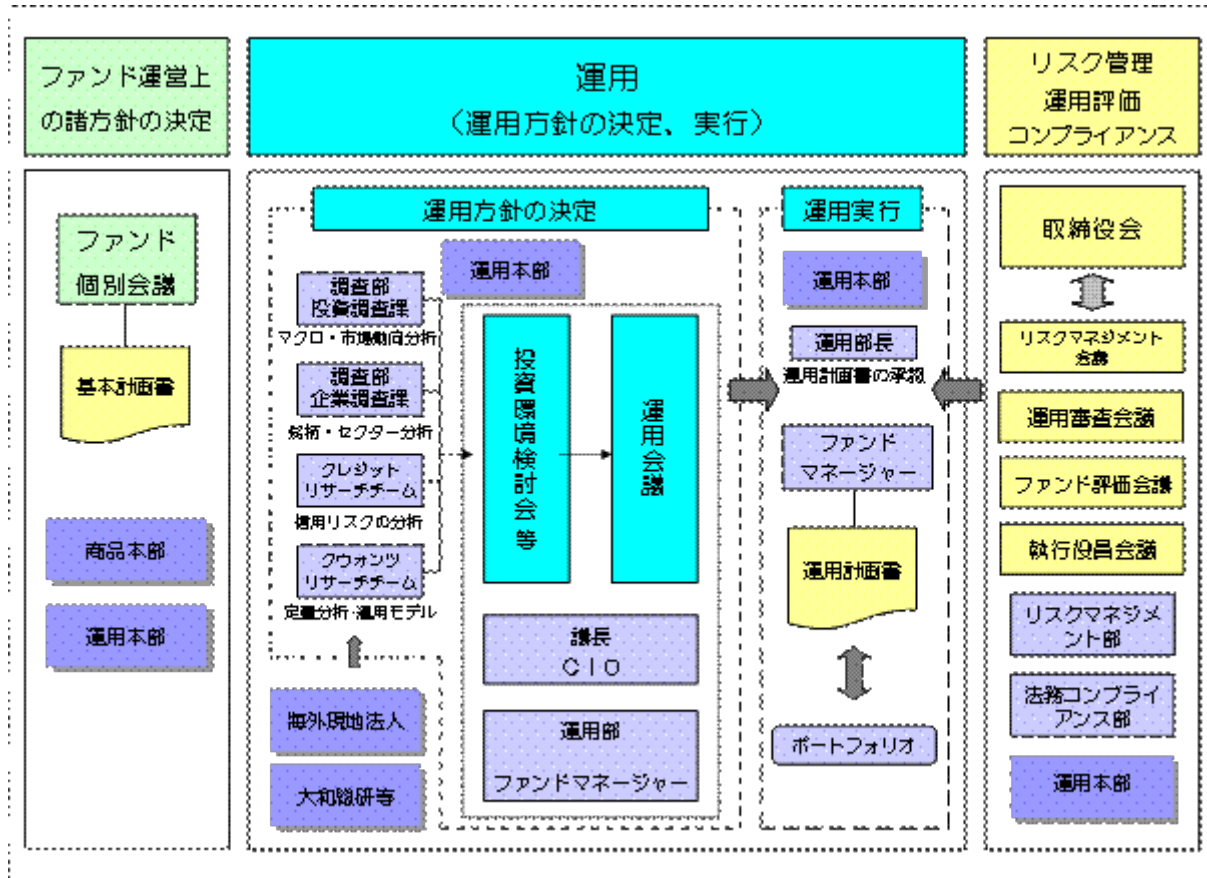 ファンド運営上
の諸方針の決定
運用
（運用方針の決定、実行）
リスク管理
運用評価
コンプライアンス
ファンド
個別会議
基本計画書
商品本部
運用本部
運用方針の決定
運用本部
調査部
投資調査課
マクロ・市場動向分析
調査部
企業調査課
銘柄・セクター分析
クレジット
リサーチチーム
信用リスクの分析
クウォンツ
リサーチチーム
定量分析・運用モデル
海外現地法人
大和総研等
投資環境検討会等
運用会議
議長
ＣＩＯ
運用部
ファンドマネージャー
運用実行
運用本部
運用部長
運用計画書の承認
ファンド
マネージャー
運用計画書
ポートフォリオ
取締役会
リスクマネジメント
会議
運用審査会議
ファンド評価会議
執行役員会議
リスクマネジメ
ント部
法務コンプライ
アンス部
運用本部